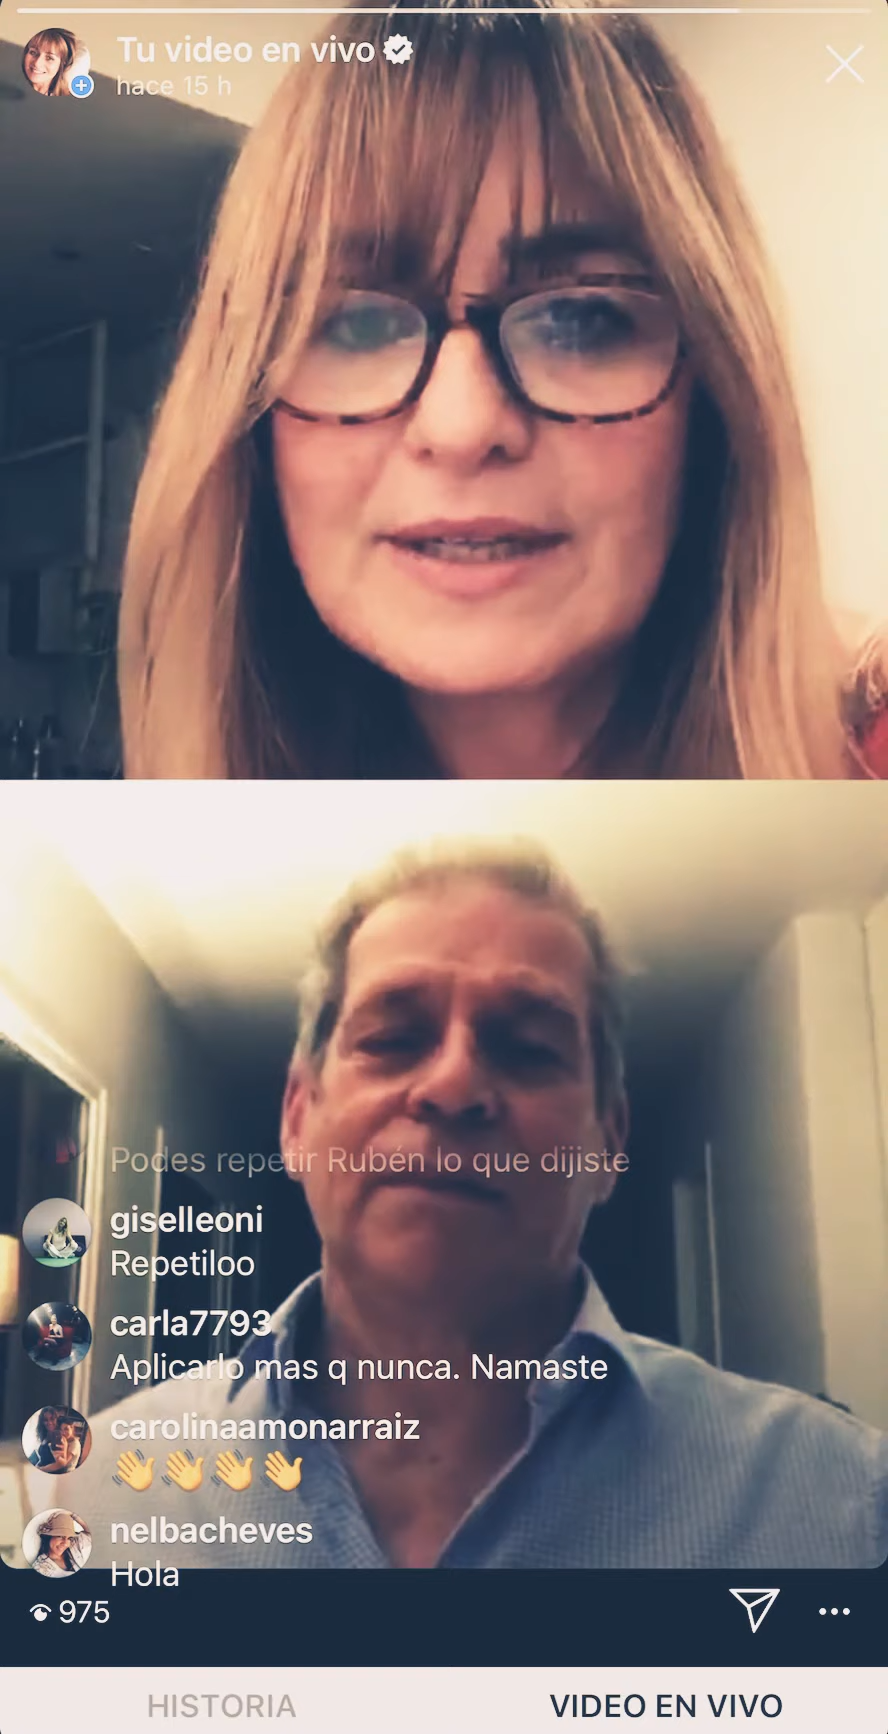 Tu video en vivo
hace 15 h
Podes repetir Rubén lo que dijiste
giselleoni
Repetiloo
carla7793
Aplicarlo mas q nunca. Namaste
carolinaamonarraiz
👋👋👋👋
nelbacheves
Hola
975
HISTORIA
VIDEO EN VIVO